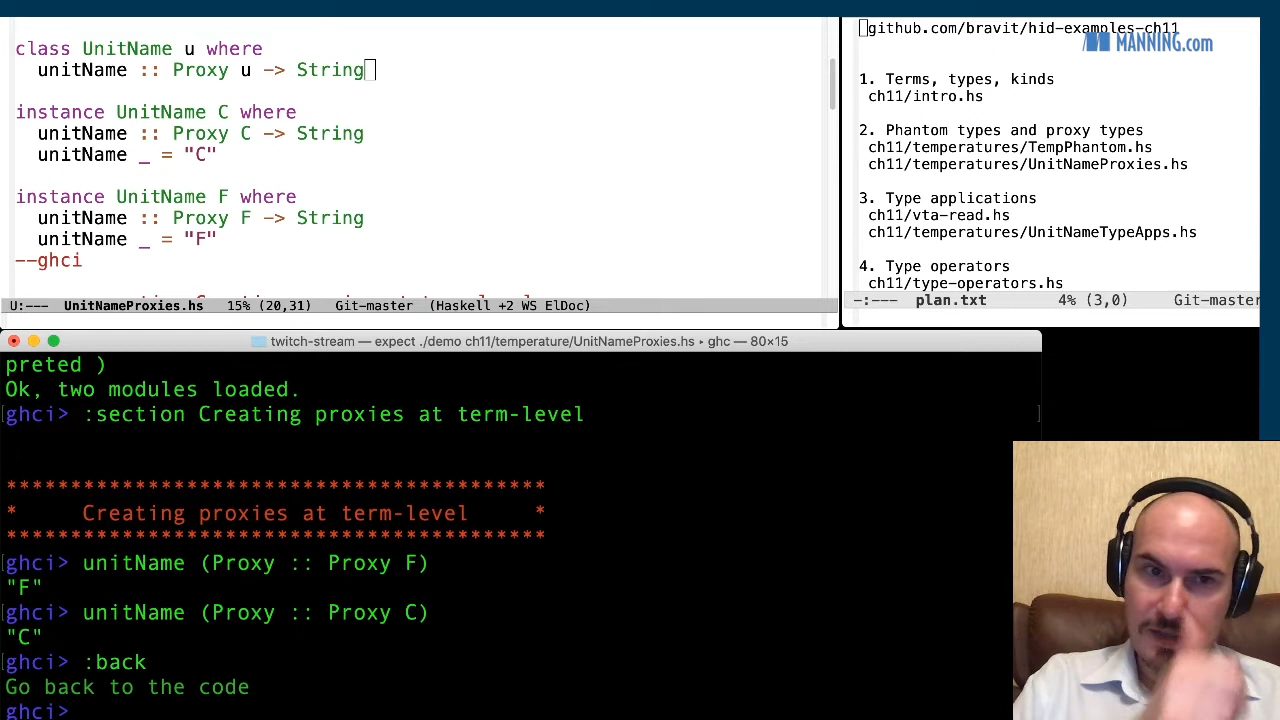 class UnitName u where
unitName :: Proxy u -> String
instance UnitName C where
unitName :: Proxy C -> String
unitName _ = "C"
instance UnitName F where
unitName :: Proxy F -> String
unitName _ = "F"
--ghci
U:--- UnitNameProxies.hs 15% (20,31) Git-master (Haskell +2 WS ElDoc)
github.com/bravit/hid-examples-ch11
MANNING.com
1. Terms, types, kinds
ch11/intro.hs
2. Phantom types and proxy types
ch11/temperatures/TempPhantom.hs
ch11/temperatures/UnitNameProxies.hs
3. Type applications
ch11/vta-read.hs
ch11/temperatures/UnitNameTypeApps.hs
4. Type operators
ch11/type-operators.hs
-:--- plan.txt 4% (3,0) Git-master
twitch-stream — expect ./demo ch11/temperature/UnitNameProxies.hs ▸ ghc — 80×15
preted )
Ok, two modules loaded.
ghci> :section Creating proxies at term-level
******************************************
* Creating proxies at term-level *
******************************************
ghci> unitName (Proxy :: Proxy F)
"F"
ghci> unitName (Proxy :: Proxy C)
"C"
ghci> :back
Go back to the code
ghci>